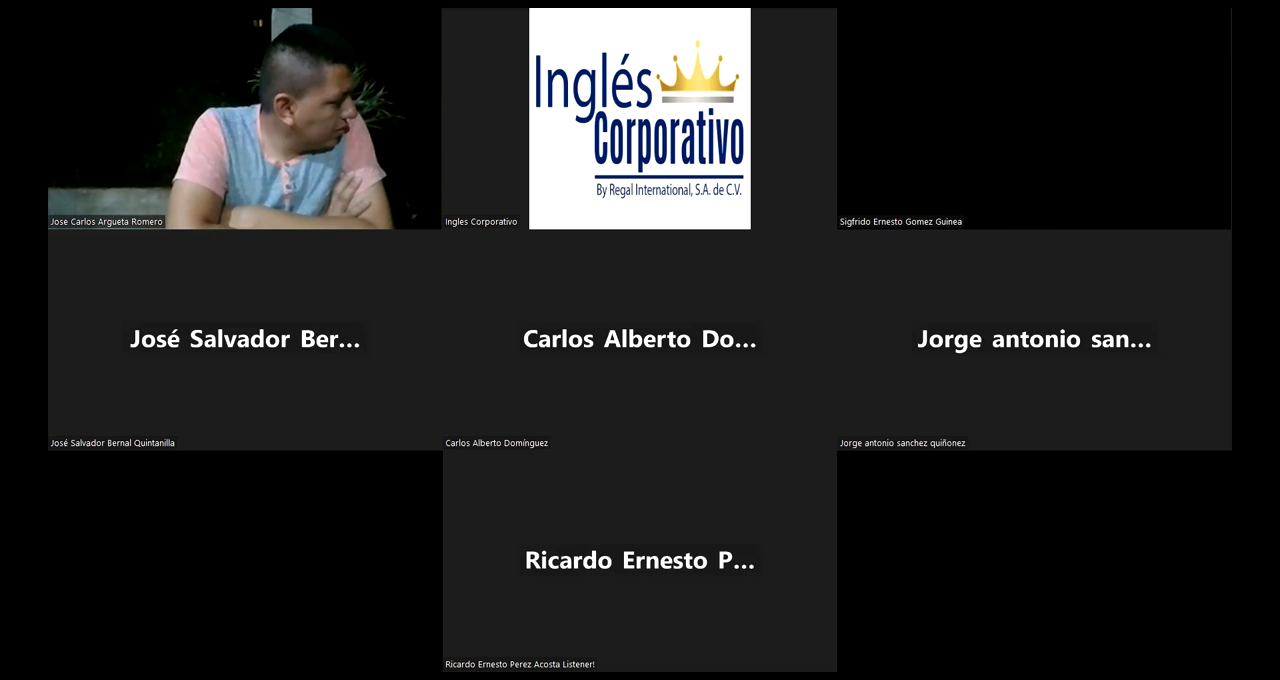 Inglés
Corporativo
By Regal International, S.A. de C.V.
Jose Carlos Argueta Romero
Ingles Corporativo
Sigfrido Ernesto Gomez Guinea
José Salvador Ber...
Carlos Alberto Do...
Jorge antonio san...
José Salvador Bernal Quintanilla
Carlos Alberto Domínguez
Jorge antonio sanchez quiñonez
Ricardo Ernesto P...
Ricardo Ernesto Perez Acosta Listener!